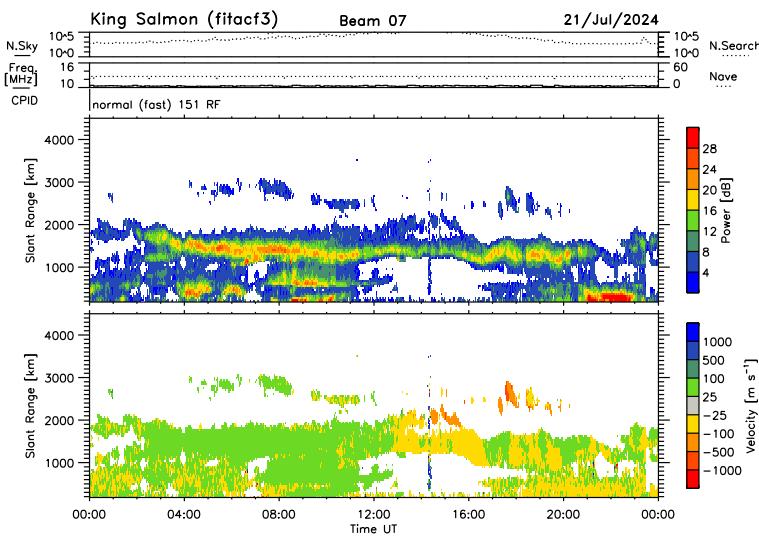 King Salmon (fitacf3) Beam 07 21/Jul/2024
N.Sky 10^5 10^0 10^5 10^0 N.Search
Freq [MHz] 16 10 60 0 Nave
CPID normal (fast) 151 RF
Slant Range [km] 4000 3000 2000 1000
Power [dB] 28 24 20 16 12 8 4
Slant Range [km] 4000 3000 2000 1000
Velocity [m s⁻¹] 1000 500 100 25 −25 −100 −500 −1000
00:00 04:00 08:00 12:00 16:00 20:00 00:00
Time UT